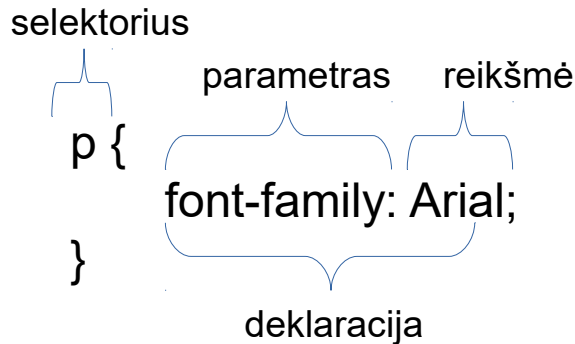 selektorius
parametras reikšmė
p {
font-family: Arial;
}
deklaracija